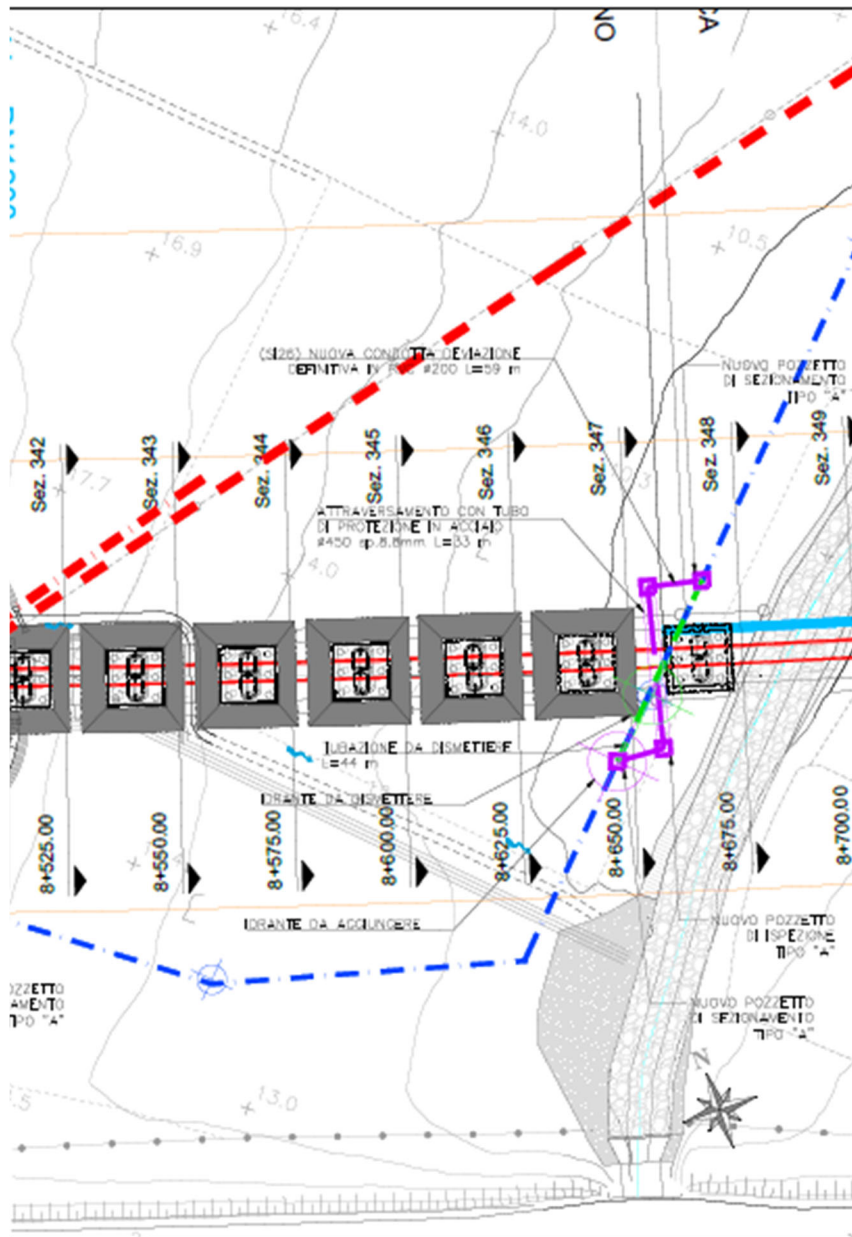 16.4
NO
CA
14.0
16.9
10.5
(SI26) NUOVA CONDOTTA DEVIAZIONE
DEFINITIVA IN PVC ø200 L=59 m
NUOVO POZZETTO
DI SEZIONAMENTO
TIPO "A"
Sez. 342
Sez. 343
Sez. 344
Sez. 345
Sez. 346
Sez. 347
Sez. 348
Sez. 349
17.7
ATTRAVERSAMENTO CON TUBO
DI PROTEZIONE IN ACCIAIO
ø450 sp.8.8mm L=33 m
4.0
TUBAZIONE DA DISMETTERE
L=44 m
IDRANTE DA DISMETTERE
8+525.00
8+550.00
8+575.00
8+600.00
8+625.00
8+650.00
8+675.00
8+700.00
IDRANTE DA AGGIUNGERE
NUOVO POZZETTO
DI ISPEZIONE
TIPO "A"
NUOVO POZZETTO
DI SEZIONAMENTO
TIPO "A"
OZZETTO
AMENTO
TIPO "A"
N
13.0